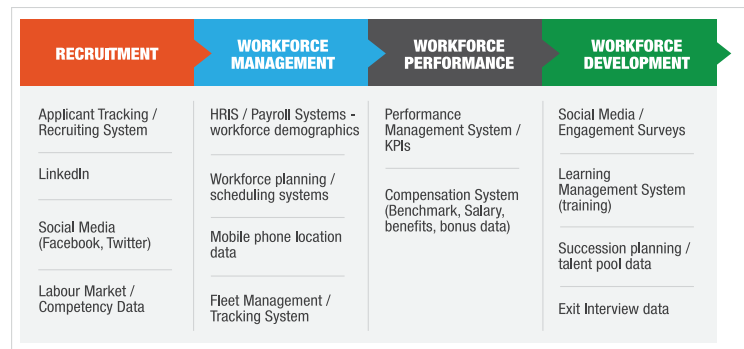 RECRUITMENT
WORKFORCE
MANAGEMENT
WORKFORCE
PERFORMANCE
WORKFORCE
DEVELOPMENT
Applicant Tracking /
Recruiting System
LinkedIn
Social Media
(Facebook, Twitter)
Labour Market /
Competency Data
HRIS / Payroll Systems -
workforce demographics
Workforce planning /
scheduling systems
Mobile phone location
data
Fleet Management /
Tracking System
Performance
Management System /
KPIs
Compensation System
(Benchmark, Salary,
benefits, bonus data)
Social Media /
Engagement Surveys
Learning
Management System
(training)
Succession planning /
talent pool data
Exit Interview data